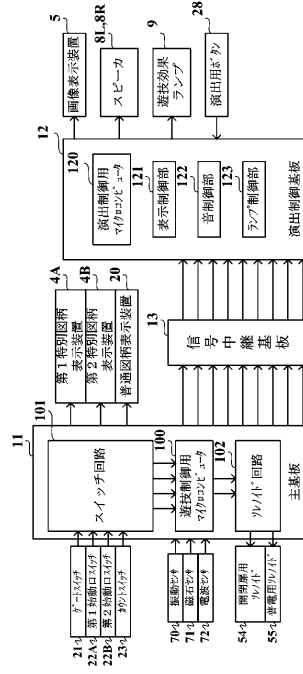 11
101
スイッチ回路
100
遊技制御用
マイクロコンピュータ
102
ソレノイド回路
主基板
21
ゲートスイッチ
22A
第1始動口スイッチ
22B
第2始動口スイッチ
23
カウントスイッチ
70
振動センサ
71
磁石センサ
72
電波センサ
54
開閉扉用
ソレノイド
55
普電用ソレノイド
4A
第1特別図柄
表示装置
4B
第2特別図柄
表示装置
20
普通図柄表示装置
13
信号中継基板
12
120
演出制御用
マイクロコンピュータ
121
表示制御部
122
音制御部
123
ランプ制御部
演出制御基板
5
画像表示装置
8L,8R
スピーカ
9
遊技効果
ランプ
28
演出用ボタン